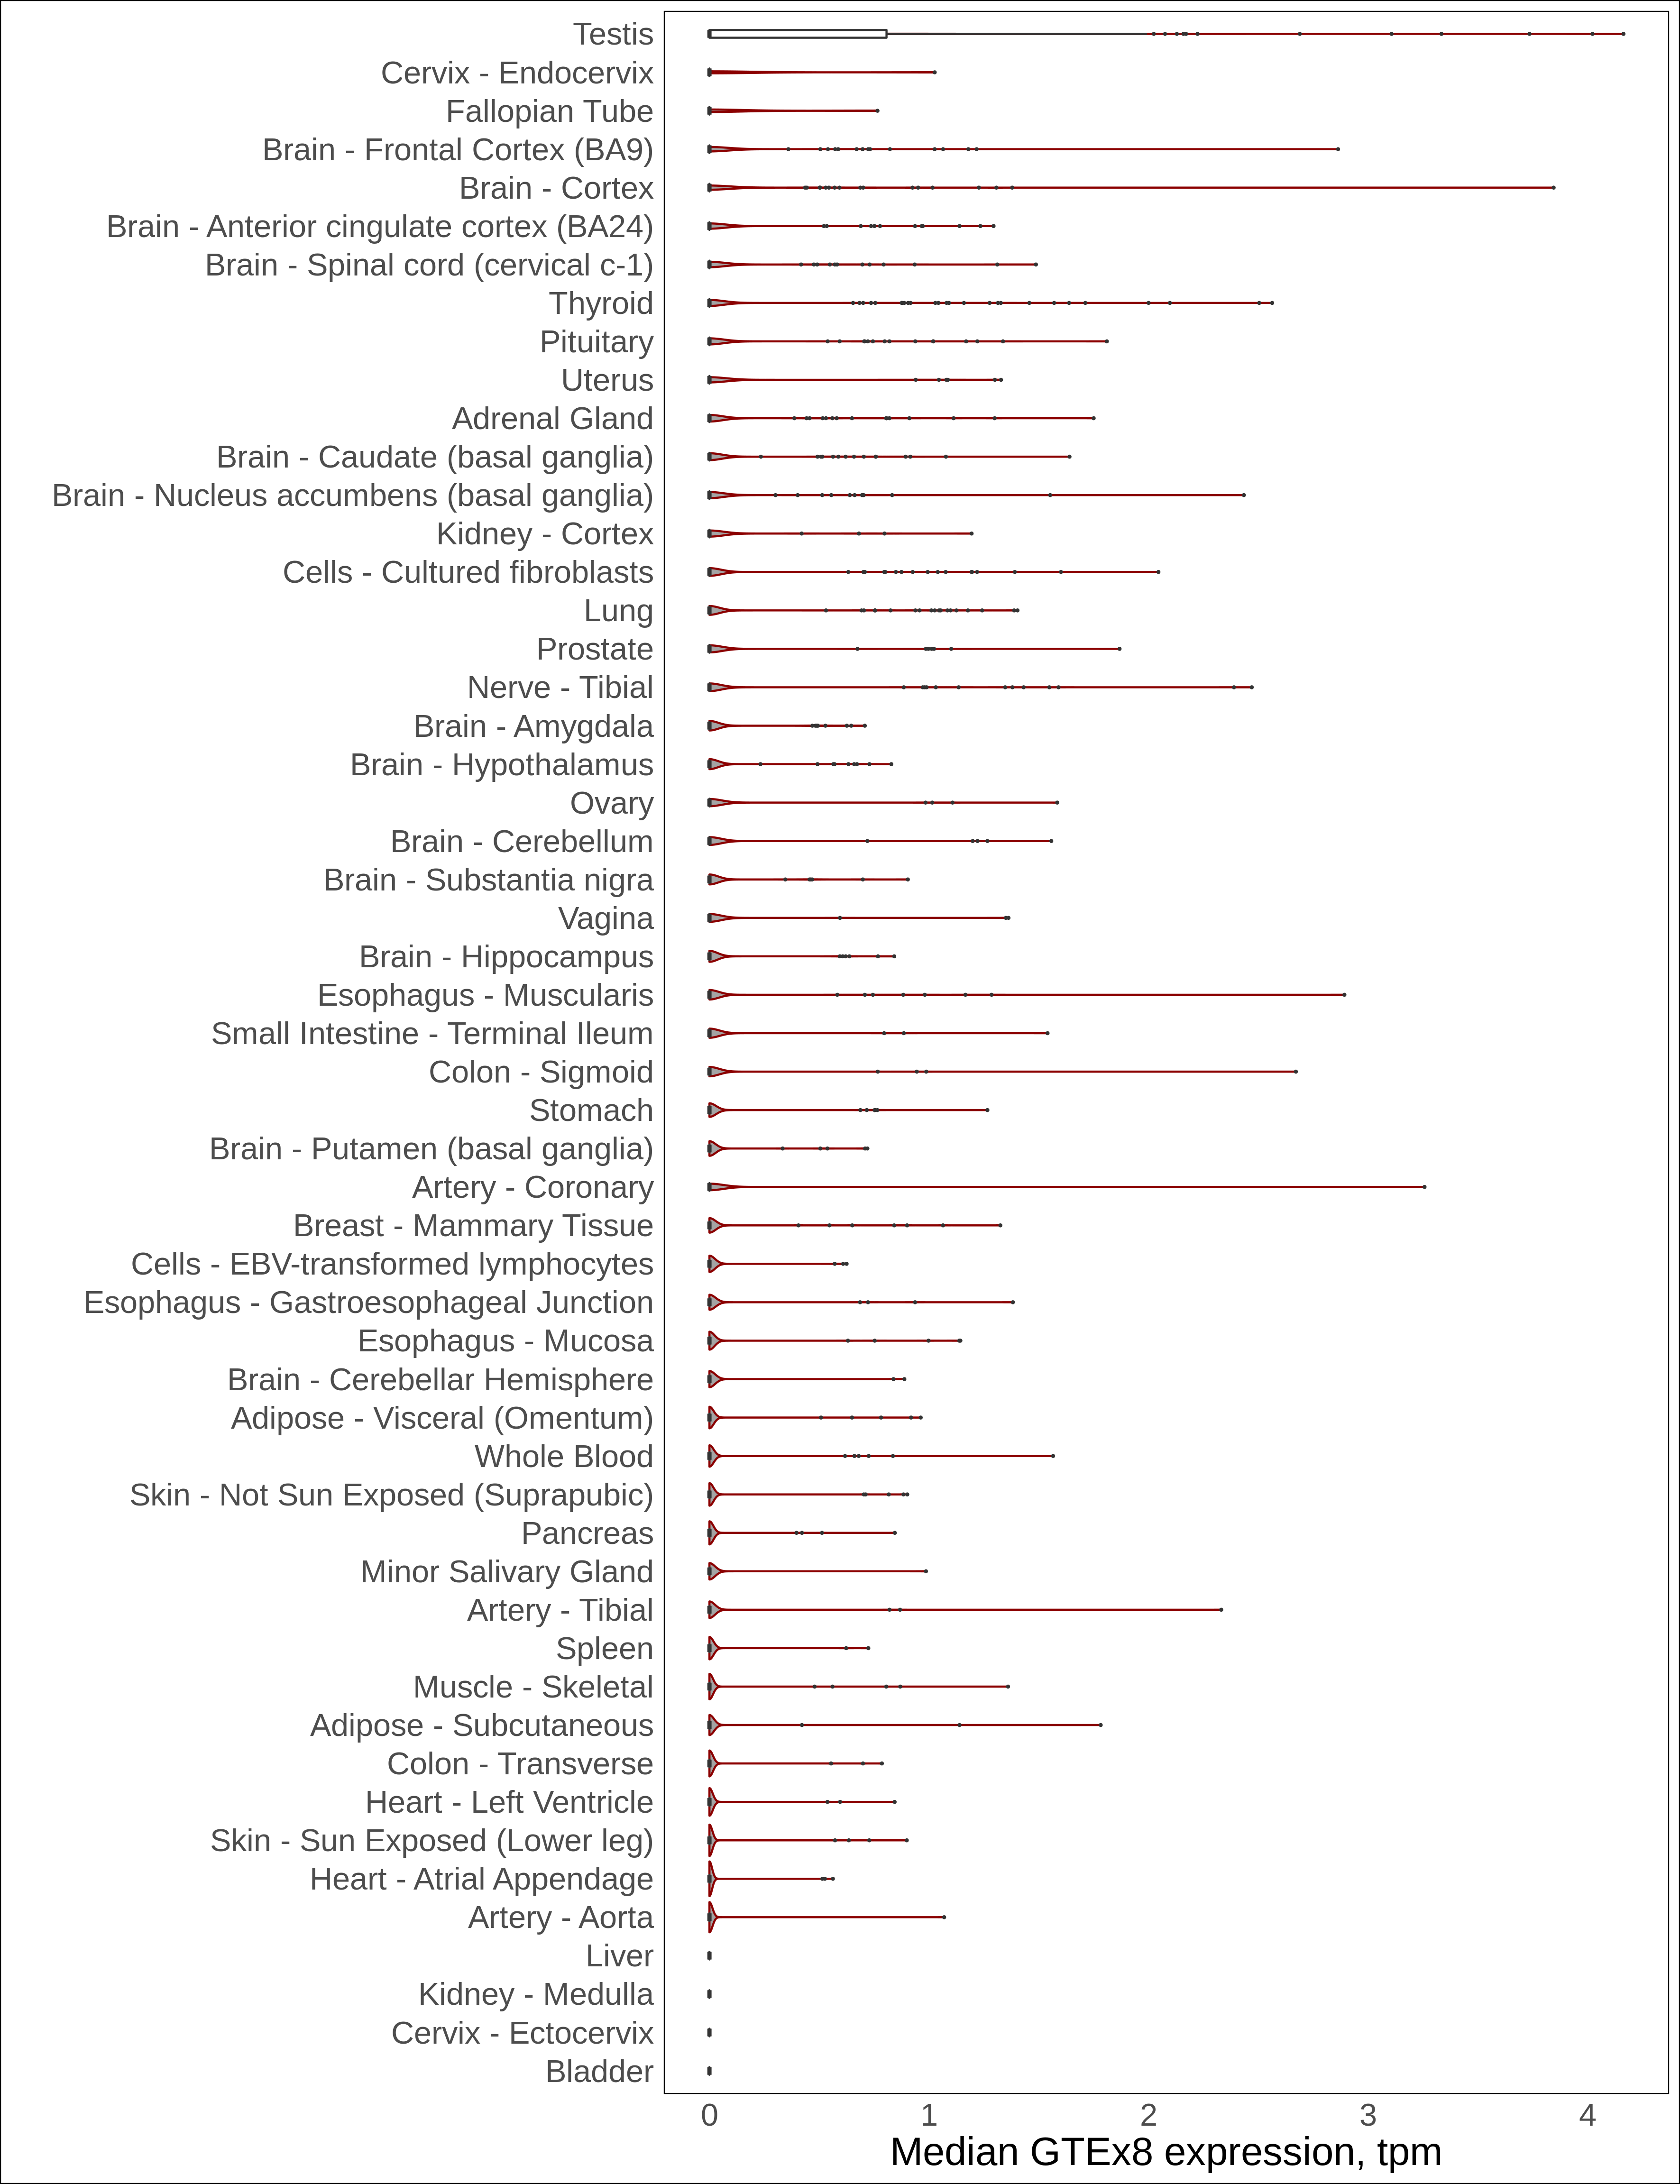 Testis
Cervix - Endocervix
Fallopian Tube
Brain - Frontal Cortex (BA9)
Brain - Cortex
Brain - Anterior cingulate cortex (BA24)
Brain - Spinal cord (cervical c-1)
Thyroid
Pituitary
Uterus
Adrenal Gland
Brain - Caudate (basal ganglia)
Brain - Nucleus accumbens (basal ganglia)
Kidney - Cortex
Cells - Cultured fibroblasts
Lung
Prostate
Nerve - Tibial
Brain - Amygdala
Brain - Hypothalamus
Ovary
Brain - Cerebellum
Brain - Substantia nigra
Vagina
Brain - Hippocampus
Esophagus - Muscularis
Small Intestine - Terminal Ileum
Colon - Sigmoid
Stomach
Brain - Putamen (basal ganglia)
Artery - Coronary
Breast - Mammary Tissue
Cells - EBV-transformed lymphocytes
Esophagus - Gastroesophageal Junction
Esophagus - Mucosa
Brain - Cerebellar Hemisphere
Adipose - Visceral (Omentum)
Whole Blood
Skin - Not Sun Exposed (Suprapubic)
Pancreas
Minor Salivary Gland
Artery - Tibial
Spleen
Muscle - Skeletal
Adipose - Subcutaneous
Colon - Transverse
Heart - Left Ventricle
Skin - Sun Exposed (Lower leg)
Heart - Atrial Appendage
Artery - Aorta
Liver
Kidney - Medulla
Cervix - Ectocervix
Bladder
0 1 2 3 4
Median GTEx8 expression, tpm